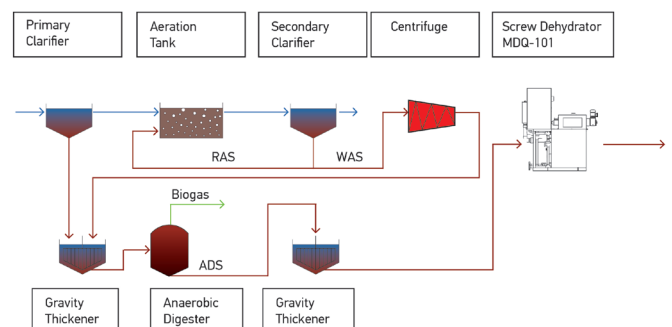 Primary
Clarifier
Aeration
Tank
Secondary
Clarifier
Centrifuge
Screw Dehydrator
MDQ-101
RAS
WAS
Biogas
ADS
Gravity
Thickener
Anaerobic
Digester
Gravity
Thickener